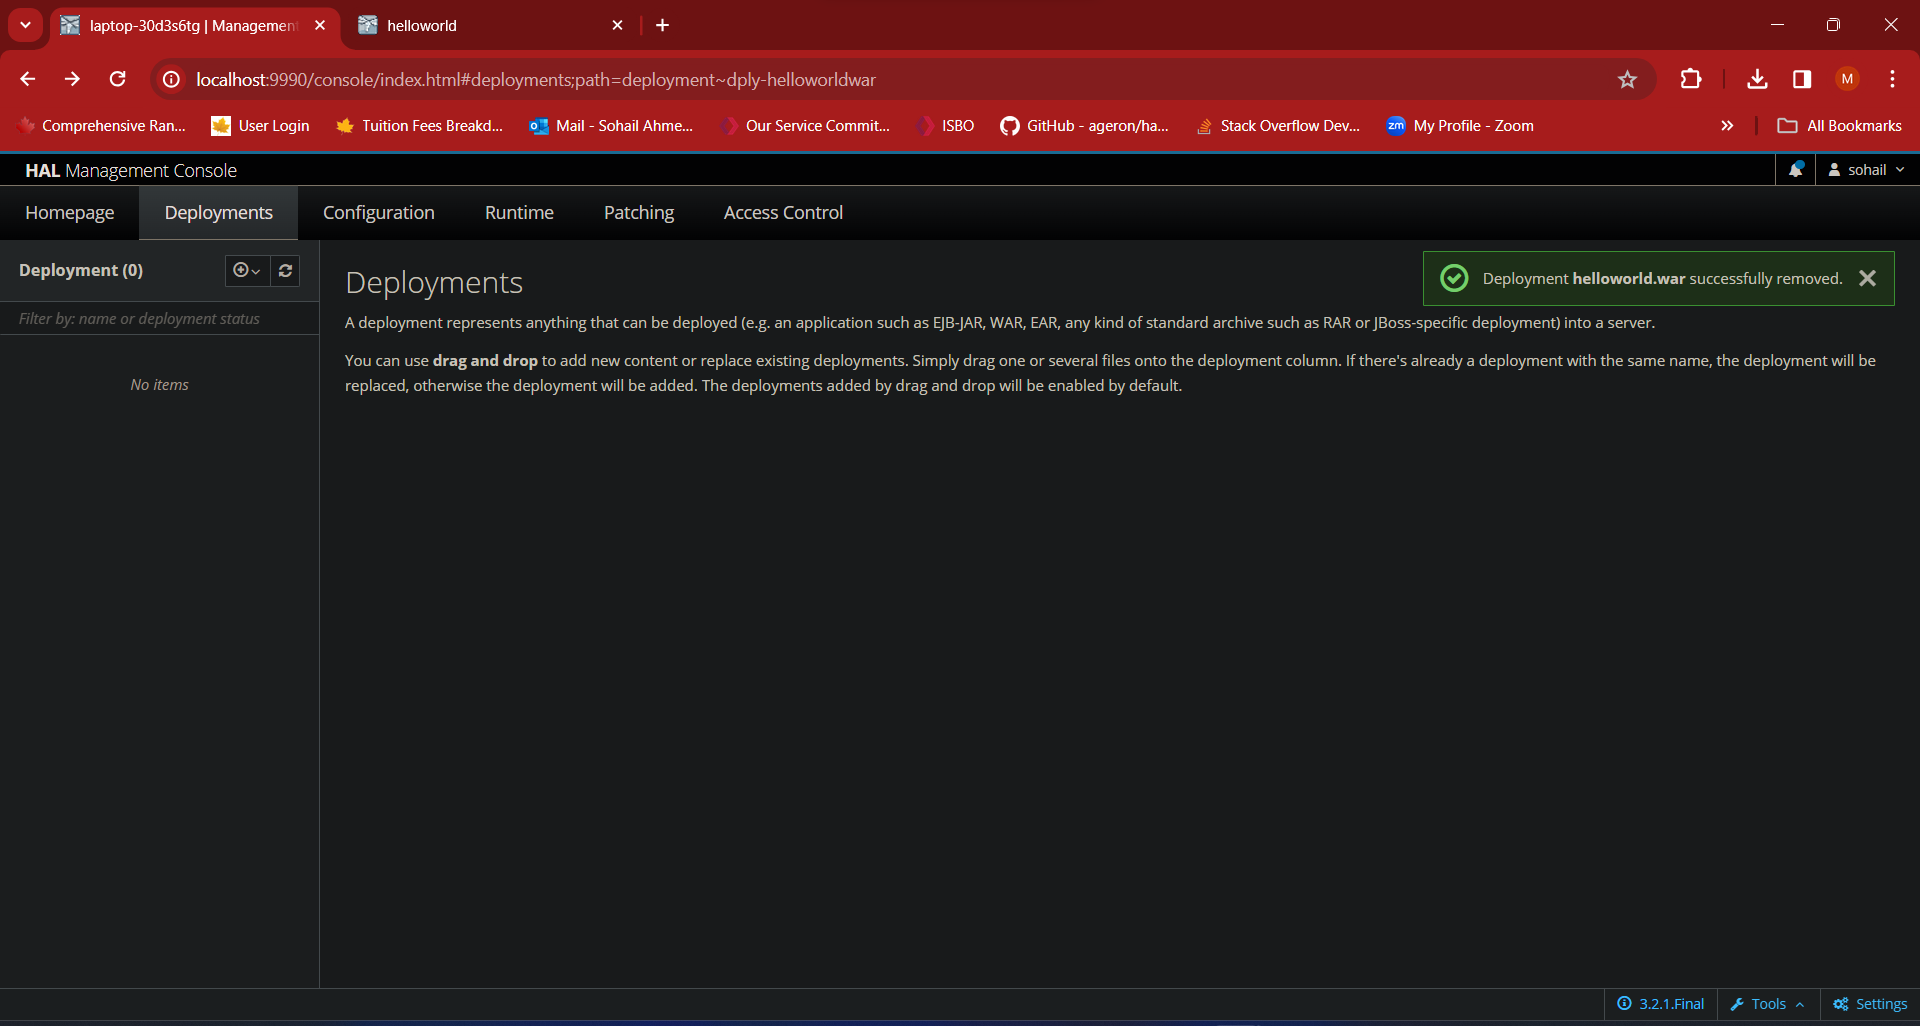 laptop-30d3s6tg | Managemen
helloworld
localhost:9990/console/index.html#deployments;path=deployment~dply-helloworldwar
M
Comprehensive Ran...
User Login
Tuition Fees Breakd...
Mail - Sohail Ahme...
Our Service Commit...
ISBO
GitHub - ageron/ha...
Stack Overflow Dev...
zm My Profile - Zoom
All Bookmarks
HAL Management Console
sohail
Homepage
Deployments
Configuration
Runtime
Patching
Access Control
Deployment (0)
Filter by: name or deployment status
No items
Deployments
Deployment helloworld.war successfully removed.
A deployment represents anything that can be deployed (e.g. an application such as EJB-JAR, WAR, EAR, any kind of standard archive such as RAR or JBoss-specific deployment) into a server.
You can use drag and drop to add new content or replace existing deployments. Simply drag one or several files onto the deployment column. If there's already a deployment with the same name, the deployment will be
replaced, otherwise the deployment will be added. The deployments added by drag and drop will be enabled by default.
3.2.1.Final
Tools
Settings